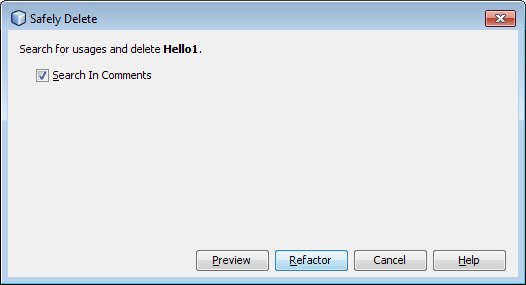 Safely Delete
Search for usages and delete Hello1.
Search In Comments
Preview Refactor Cancel Help